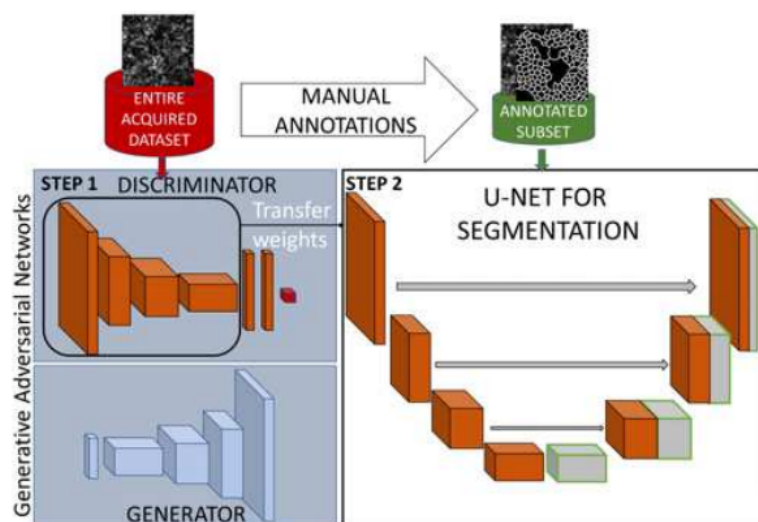 ENTIRE
ACQUIRED
DATASET
MANUAL
ANNOTATIONS
ANNOTATED
SUBSET
Generative Adversarial Networks
STEP 1
DISCRIMINATOR
Transfer
weights
GENERATOR
STEP 2
U-NET FOR
SEGMENTATION